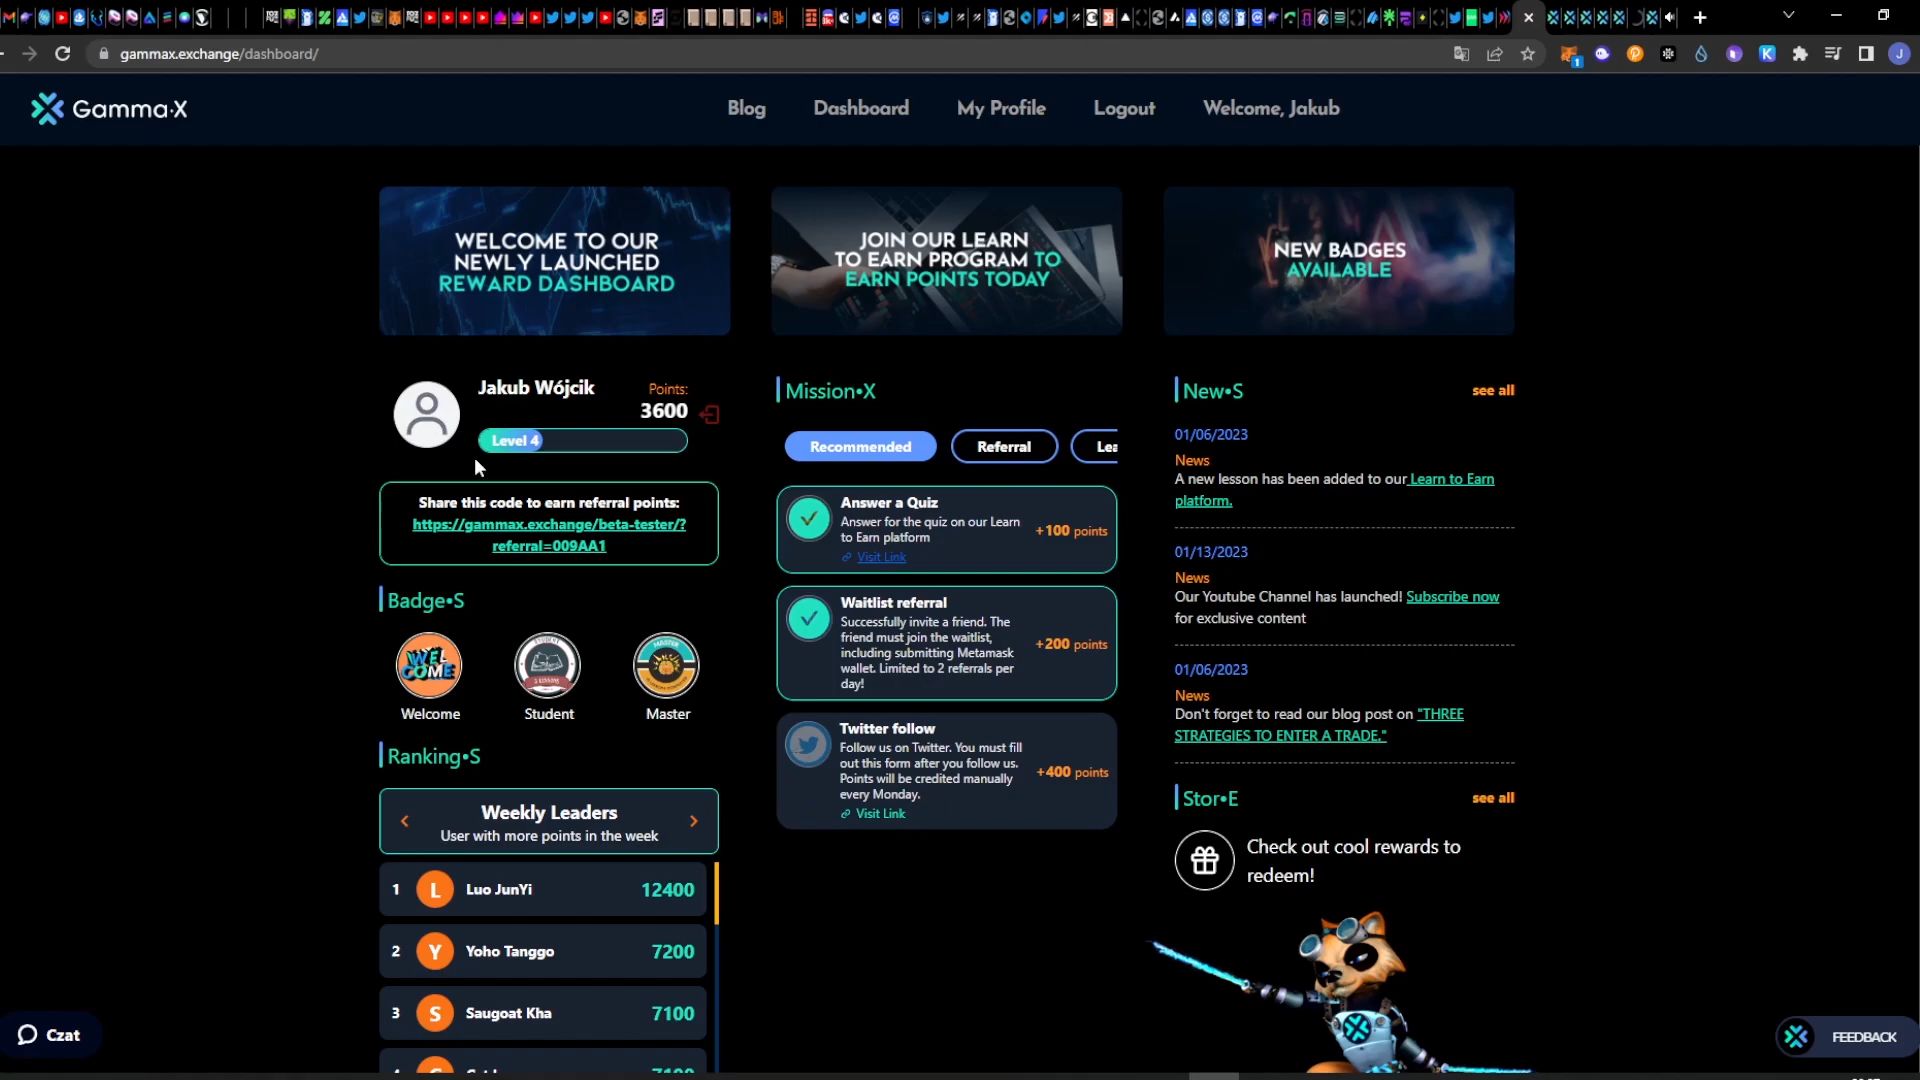 gammax.exchange/dashboard/
Gamma·X
Blog
Dashboard
My Profile
Logout
Welcome, Jakub
WELCOME TO OUR
NEWLY LAUNCHED
REWARD DASHBOARD
JOIN OUR LEARN
TO EARN PROGRAM TO
EARN POINTS TODAY
NEW BADGES
AVAILABLE
Jakub Wójcik
Points:
3600
Level 4
Share this code to earn referral points:
https://gammax.exchange/beta-tester/?
referral=009AA1
Badge•S
Welcome
Student
Master
Ranking•S
Weekly Leaders
User with more points in the week
1 L Luo JunYi 12400
2 Y Yoho Tanggo 7200
3 S Saugoat Kha 7100
Mission•X
Recommended
Referral
Lea
Answer a Quiz
Answer for the quiz on our Learn
to Earn platform
Visit Link
+100 points
Waitlist referral
Successfully invite a friend. The
friend must join the waitlist,
including submitting Metamask
wallet. Limited to 2 referrals per
day!
+200 points
Twitter follow
Follow us on Twitter. You must fill
out this form after you follow us.
Points will be credited manually
every Monday.
Visit Link
+400 points
New•S
see all
01/06/2023
News
A new lesson has been added to our Learn to Earn
platform.
01/13/2023
News
Our Youtube Channel has launched! Subscribe now
for exclusive content
01/06/2023
News
Don't forget to read our blog post on "THREE
STRATEGIES TO ENTER A TRADE."
Stor•E
see all
Check out cool rewards to
redeem!
Czat
FEEDBACK